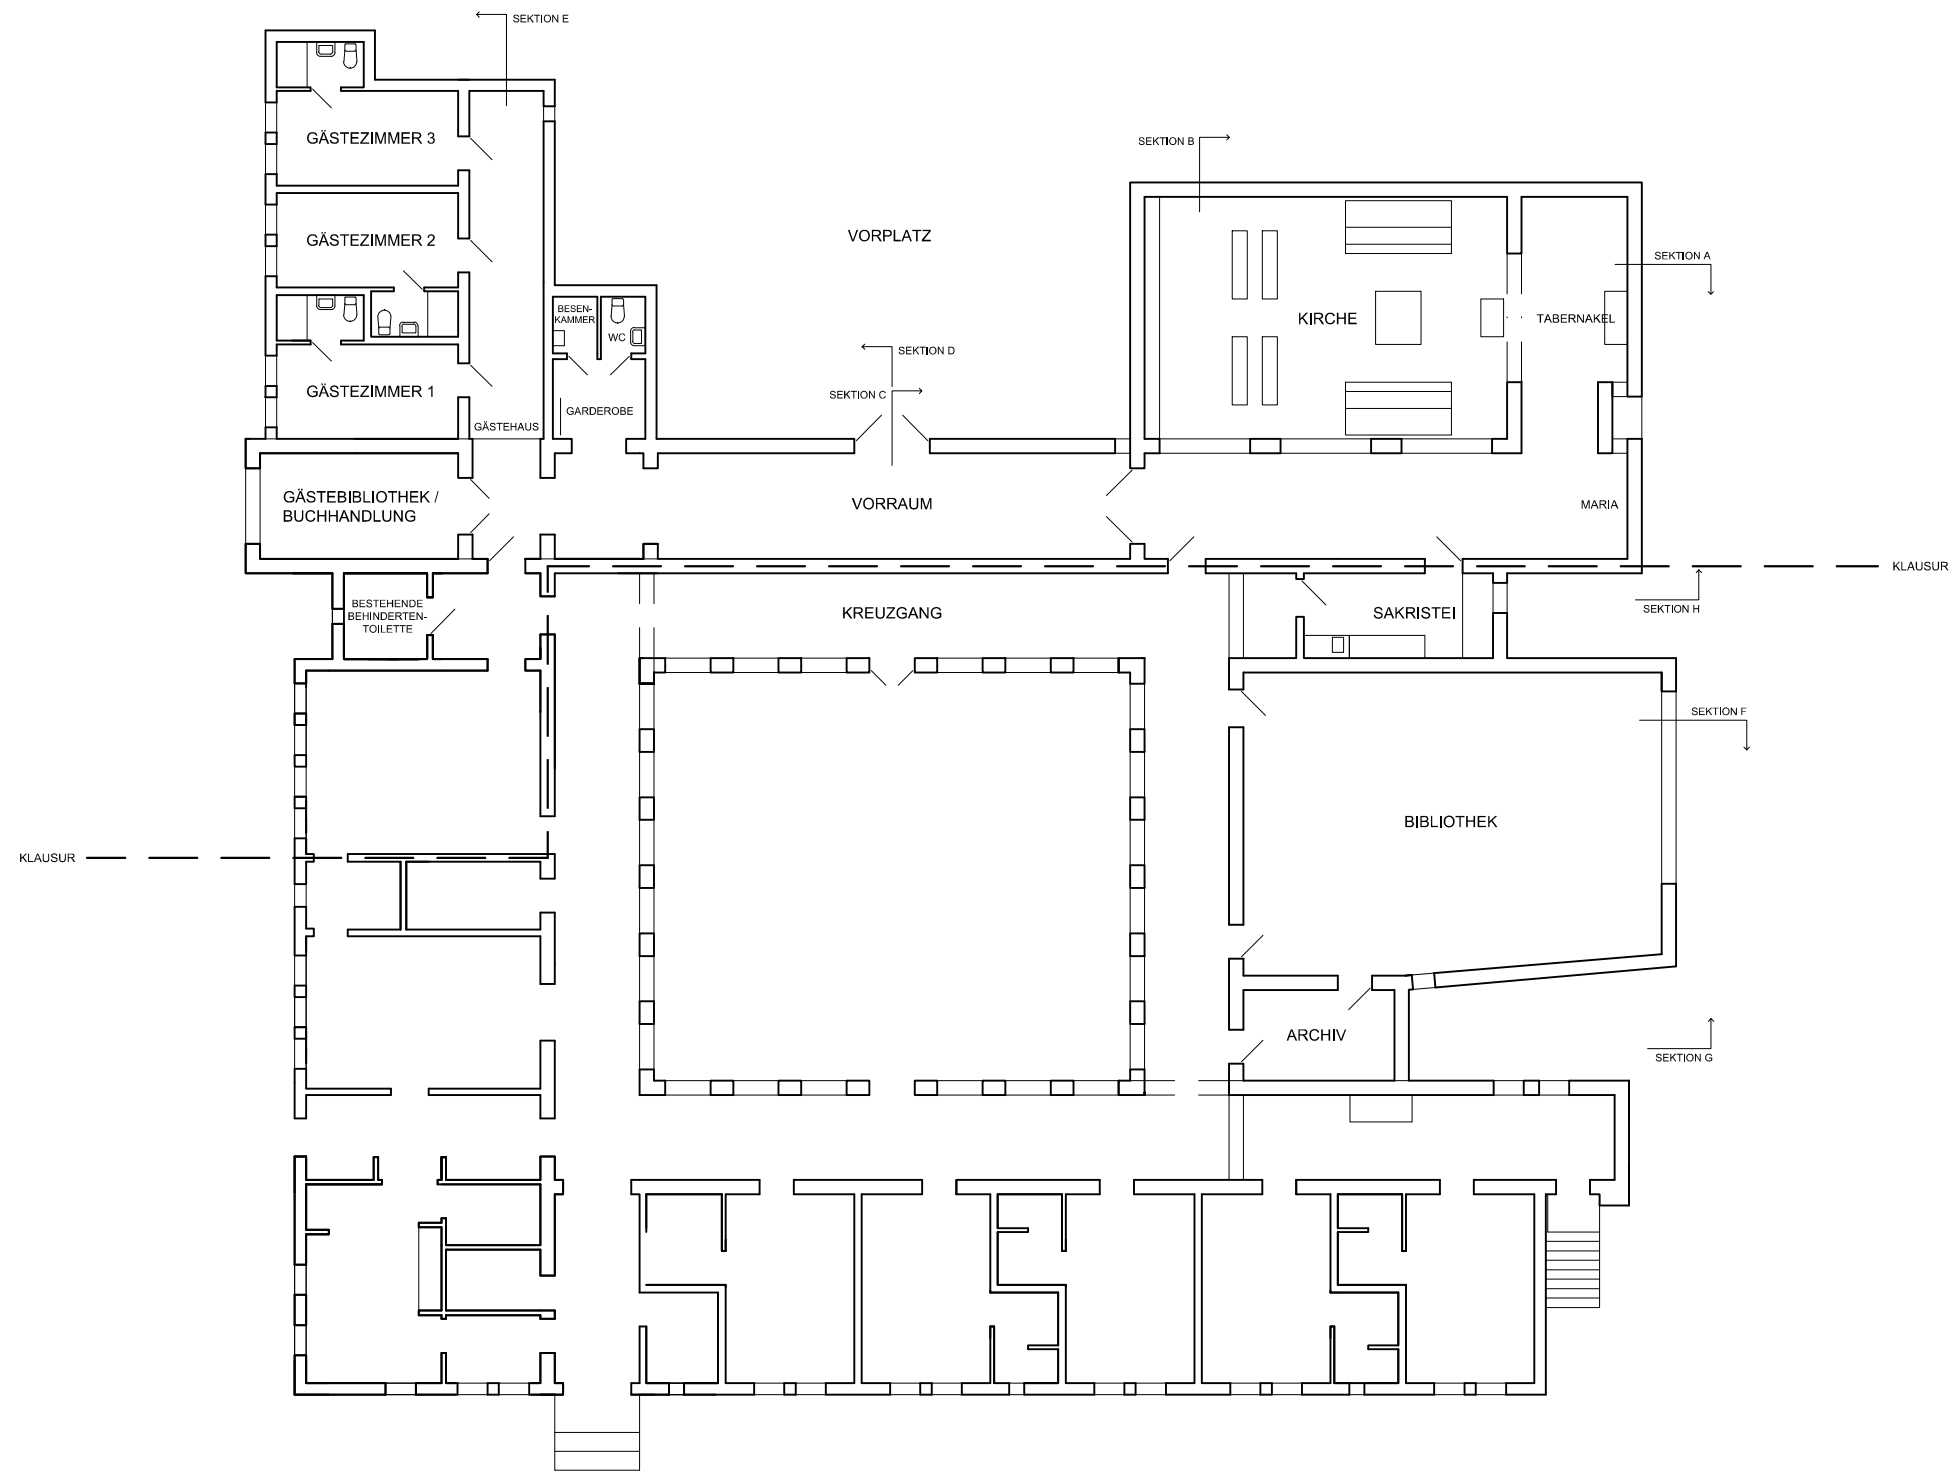 SEKTION E
GÄSTEZIMMER 3
SEKTION B
GÄSTEZIMMER 2
VORPLATZ
SEKTION A
BESEN-
KAMMER
WC
KIRCHE
TABERNAKEL
SEKTION D
GÄSTEZIMMER 1
SEKTION C
GARDEROBE
GÄSTEHAUS
GÄSTEBIBLIOTHEK /
BUCHHANDLUNG
VORRAUM
MARIA
KLAUSUR
BESTEHENDE
BEHINDERTEN-
TOILETTE
KREUZGANG
SAKRISTEI
SEKTION H
SEKTION F
BIBLIOTHEK
KLAUSUR
ARCHIV
SEKTION G